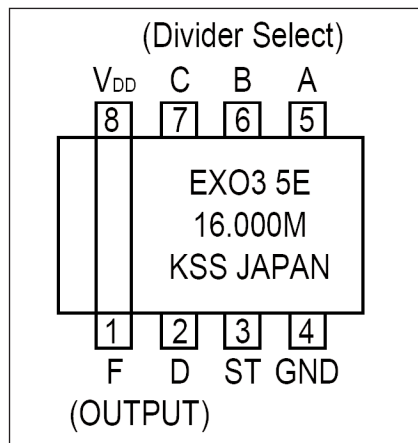 (Divider Select)
VDD C B A
8 7 6 5
EXO3 5E
16.000M
KSS JAPAN
1 2 3 4
F D ST GND
(OUTPUT)